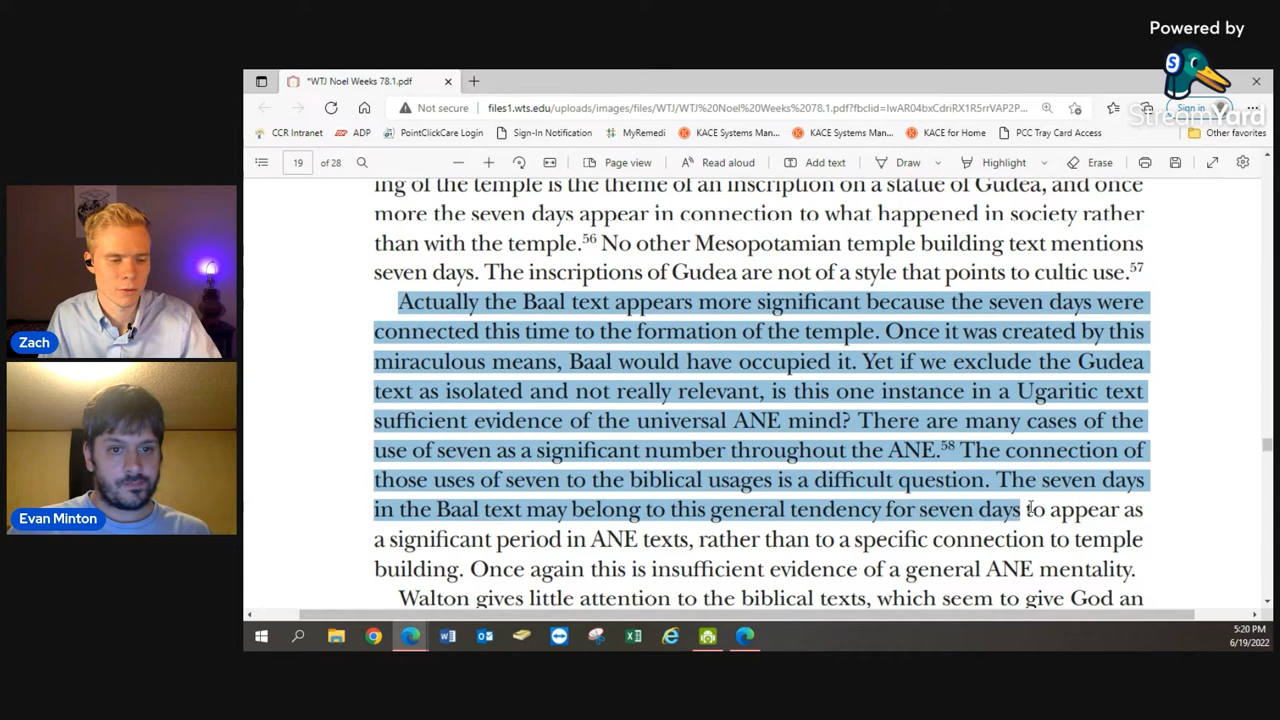 Powered by
StreamYard
*WTJ Noel Weeks 78.1.pdf
Not secure
files1.wts.edu/uploads/images/files/WTJ/WTJ%20Noel%20Weeks%2078.1.pdf?fbclid=IwAR04bxCdriRX1R5rrVAP2P...
Sign in
CCR Intranet
ADP
PointClickCare Login
Sign-In Notification
MyRemedi
KACE Systems Man...
KACE Systems Man...
KACE for Home
PCC Tray Card Access
Other favorites
19 of 28
Page view
Read aloud
Add text
Draw
Highlight
Erase
ing of the temple is the theme of an inscription on a statue of Gudea, and once
more the seven days appear in connection to what happened in society rather
than with the temple.56 No other Mesopotamian temple building text mentions
seven days. The inscriptions of Gudea are not of a style that points to cultic use.57
Actually the Baal text appears more significant because the seven days were
connected this time to the formation of the temple. Once it was created by this
miraculous means, Baal would have occupied it. Yet if we exclude the Gudea
text as isolated and not really relevant, is this one instance in a Ugaritic text
sufficient evidence of the universal ANE mind? There are many cases of the
use of seven as a significant number throughout the ANE.58 The connection of
those uses of seven to the biblical usages is a difficult question. The seven days
in the Baal text may belong to this general tendency for seven days to appear as
a significant period in ANE texts, rather than to a specific connection to temple
building. Once again this is insufficient evidence of a general ANE mentality.
Walton gives little attention to the biblical texts, which seem to give God an
Zach
Evan Minton
5:20 PM
6/19/2022